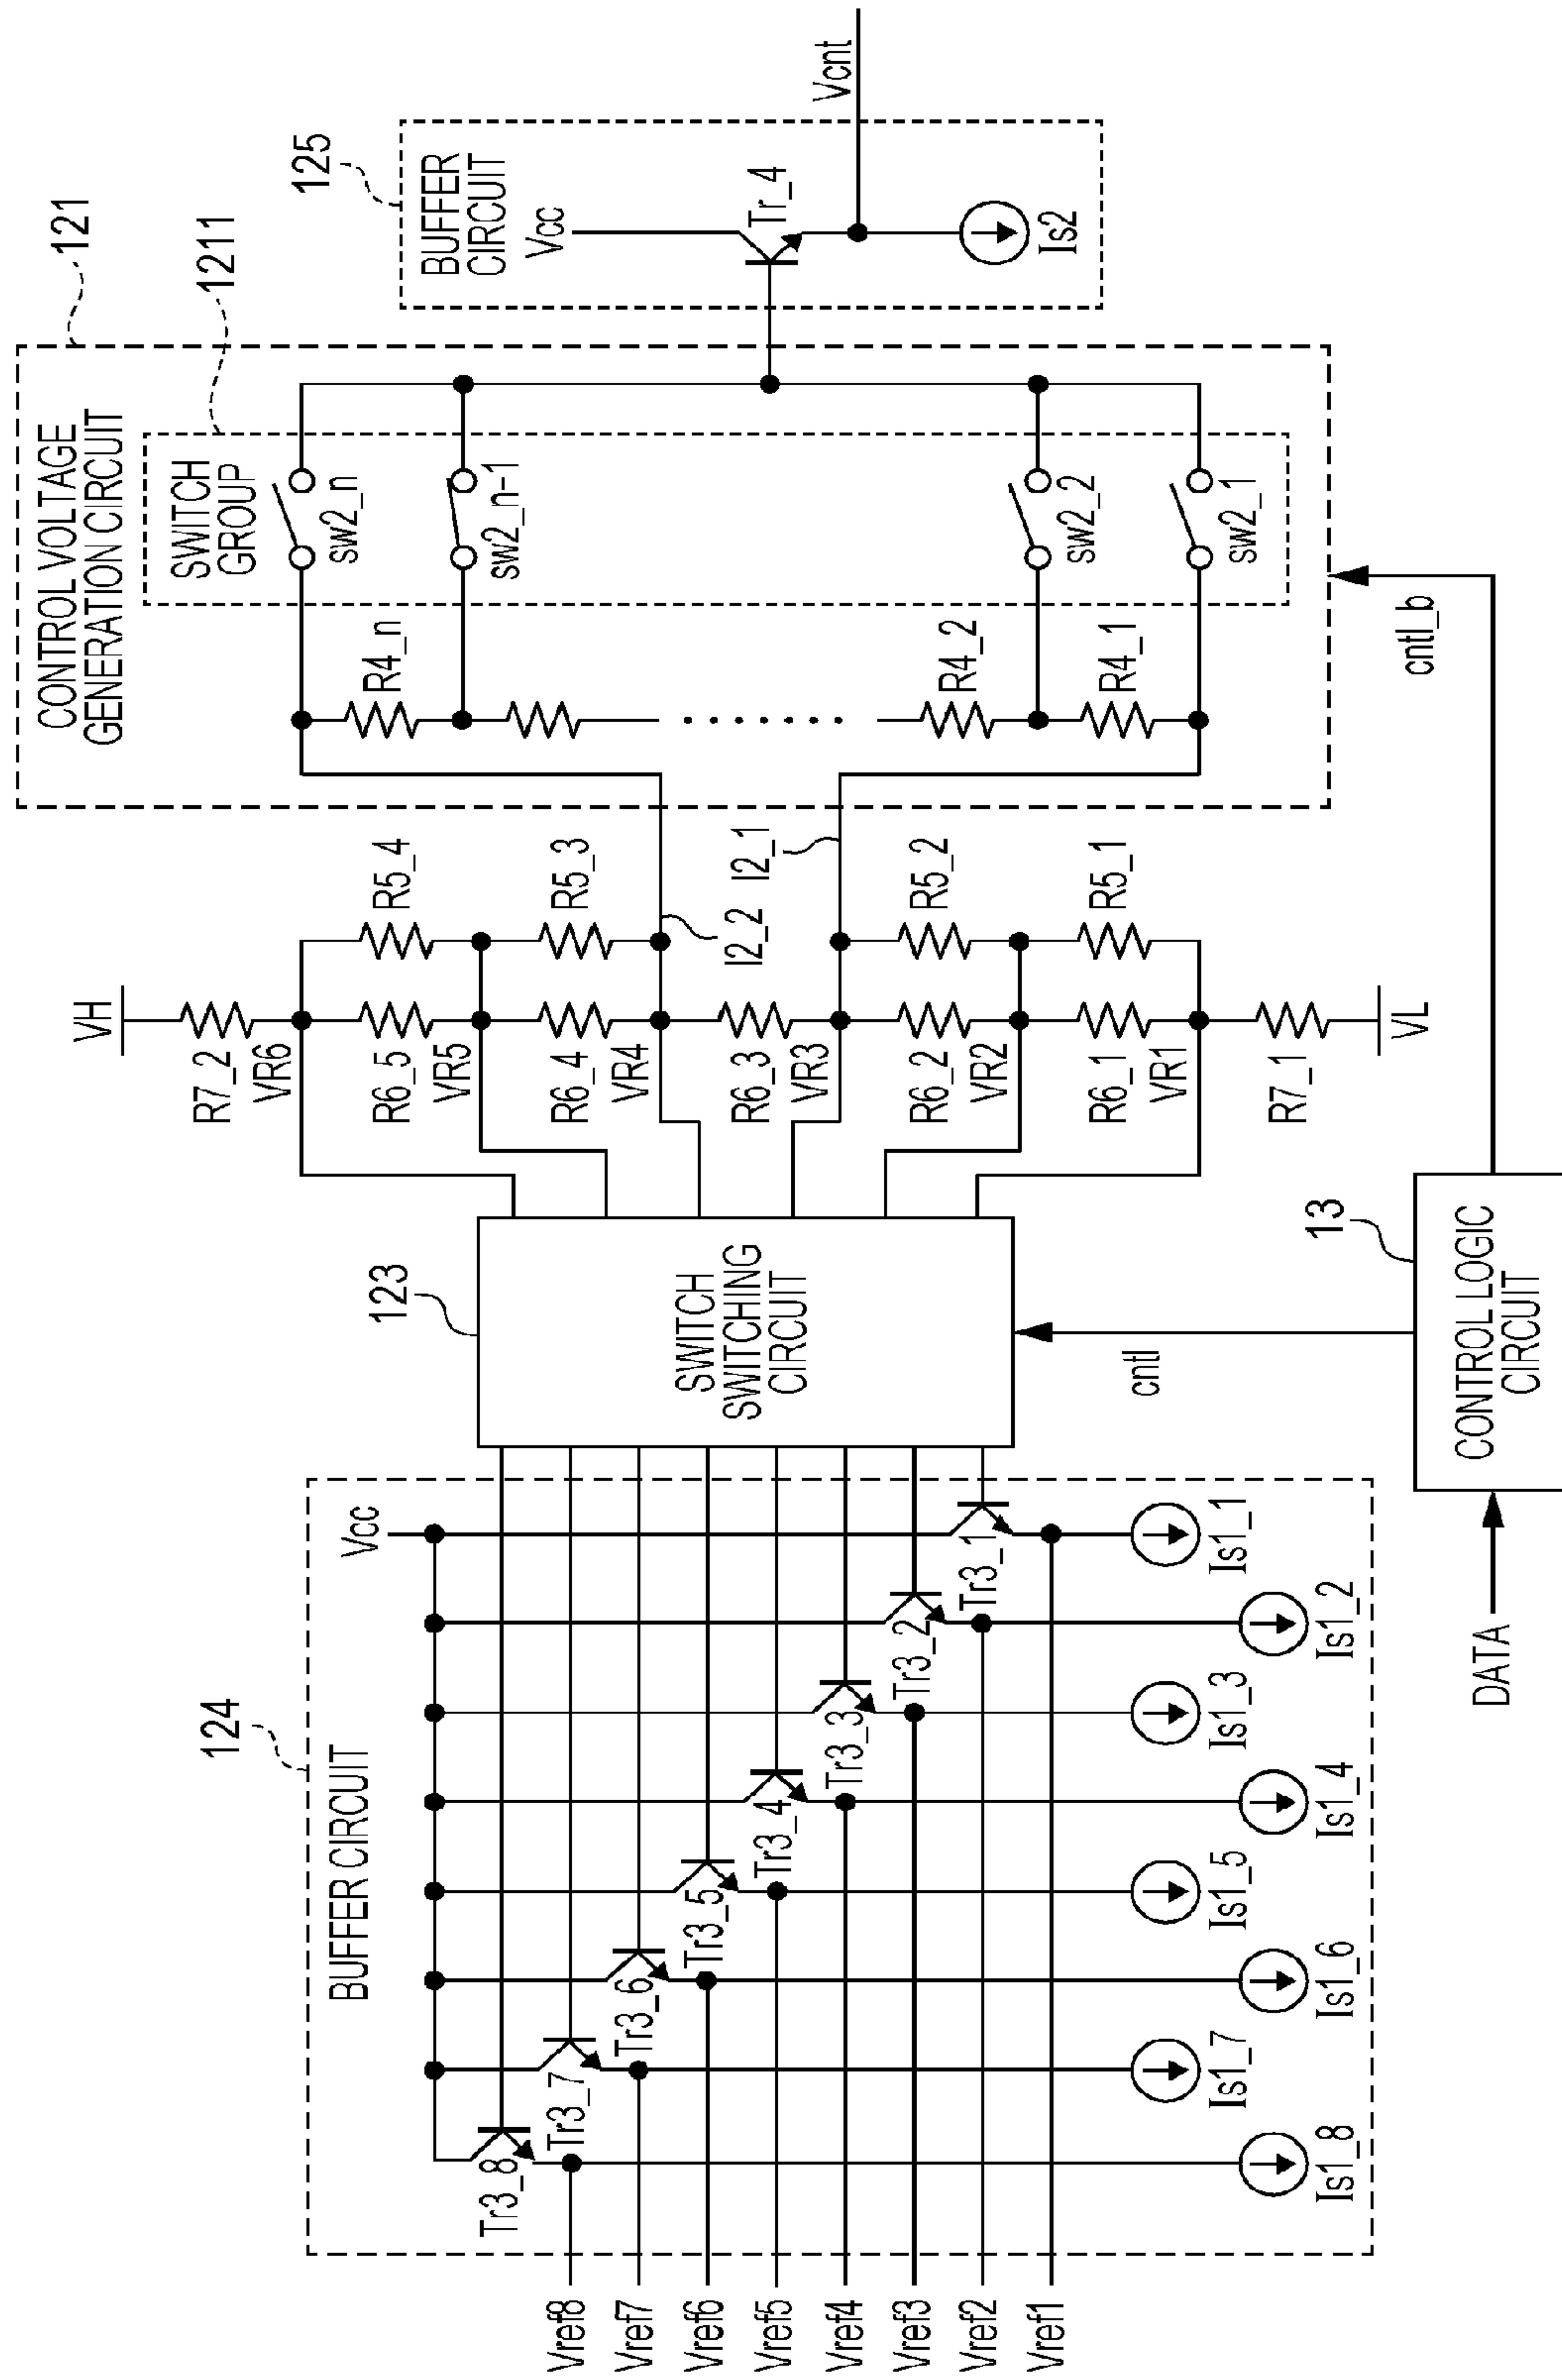 121
CONTROL VOLTAGE
GENERATION CIRCUIT
1211
SWITCH
GROUP
sw2_n
sw2_n-1
sw2_2
sw2_1
R4_n
R4_2
R4_1
125
BUFFER
CIRCUIT
Vcc
Tr_4
Is2
Vcnt
cntl_b
VH
R7_2
VR6
R6_5
VR5
R6_4
VR4
R6_3
VR3
R6_2
VR2
R6_1
VR1
R7_1
VL
R5_4
R5_3
R5_2
R5_1
I2_2
I2_1
123
SWITCH
SWITCHING
CIRCUIT
cntl
13
CONTROL LOGIC
CIRCUIT
DATA
124
BUFFER CIRCUIT
Vcc
Tr3_8
Tr3_7
Tr3_6
Tr3_5
Tr3_4
Tr3_3
Tr3_2
Tr3_1
Is1_8
Is1_7
Is1_6
Is1_5
Is1_4
Is1_3
Is1_2
Is1_1
Vref8
Vref7
Vref6
Vref5
Vref4
Vref3
Vref2
Vref1